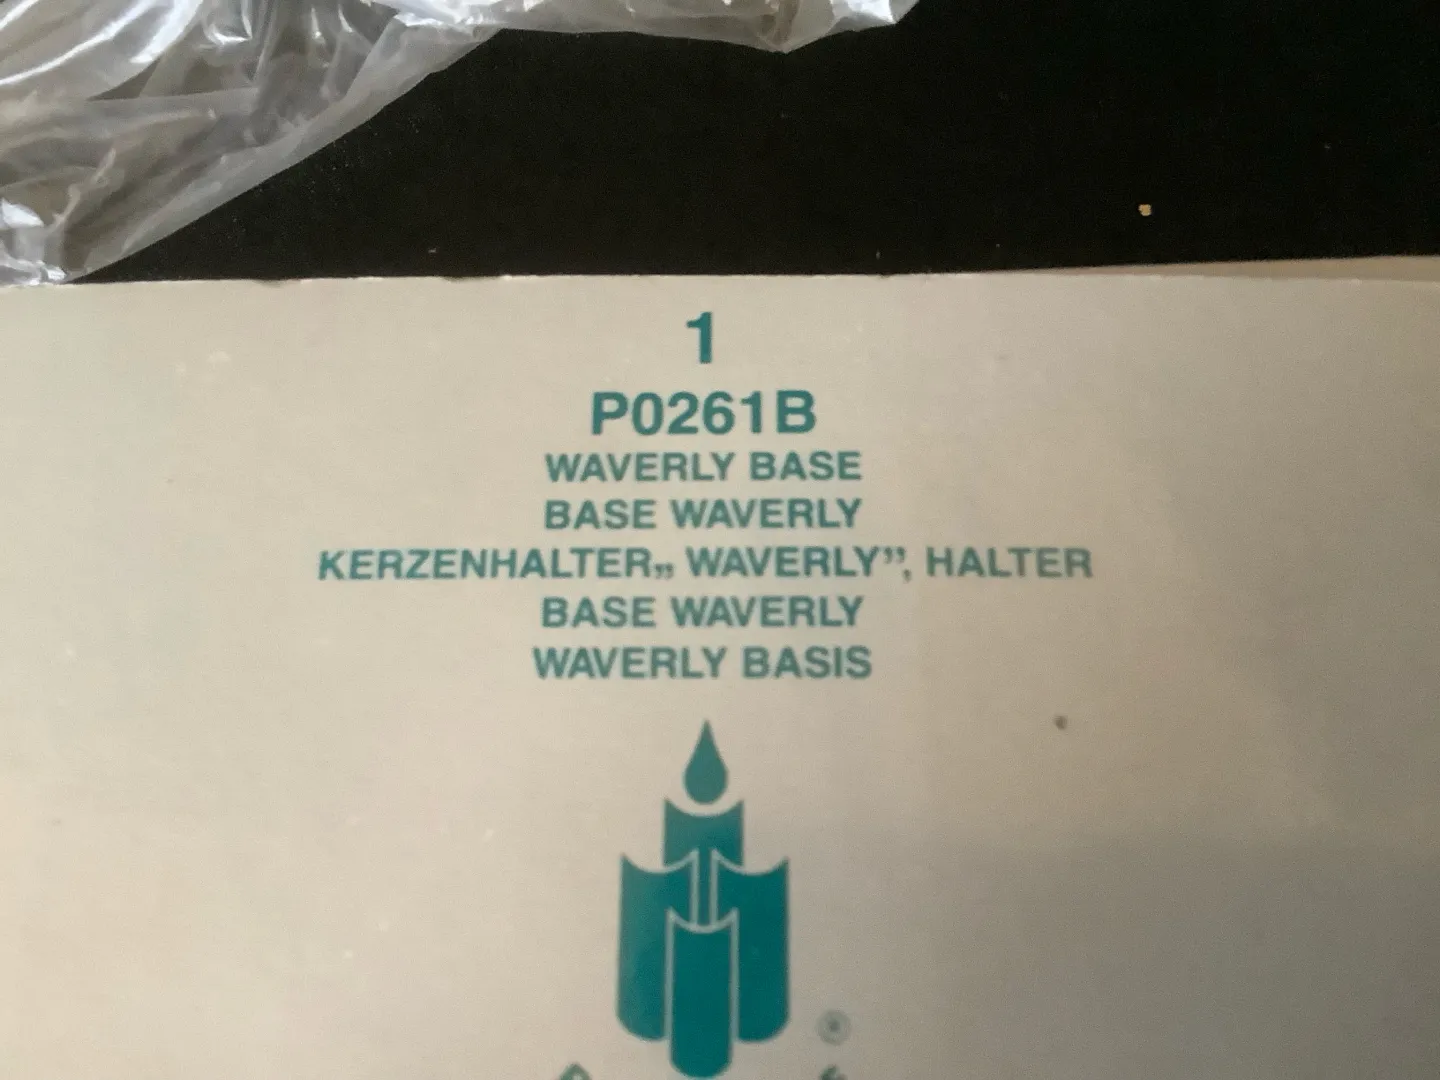 1
P0261B
WAVERLY BASE
BASE WAVERLY
KERZENHALTER„ WAVERLY”, HALTER
BASE WAVERLY
WAVERLY BASIS
®